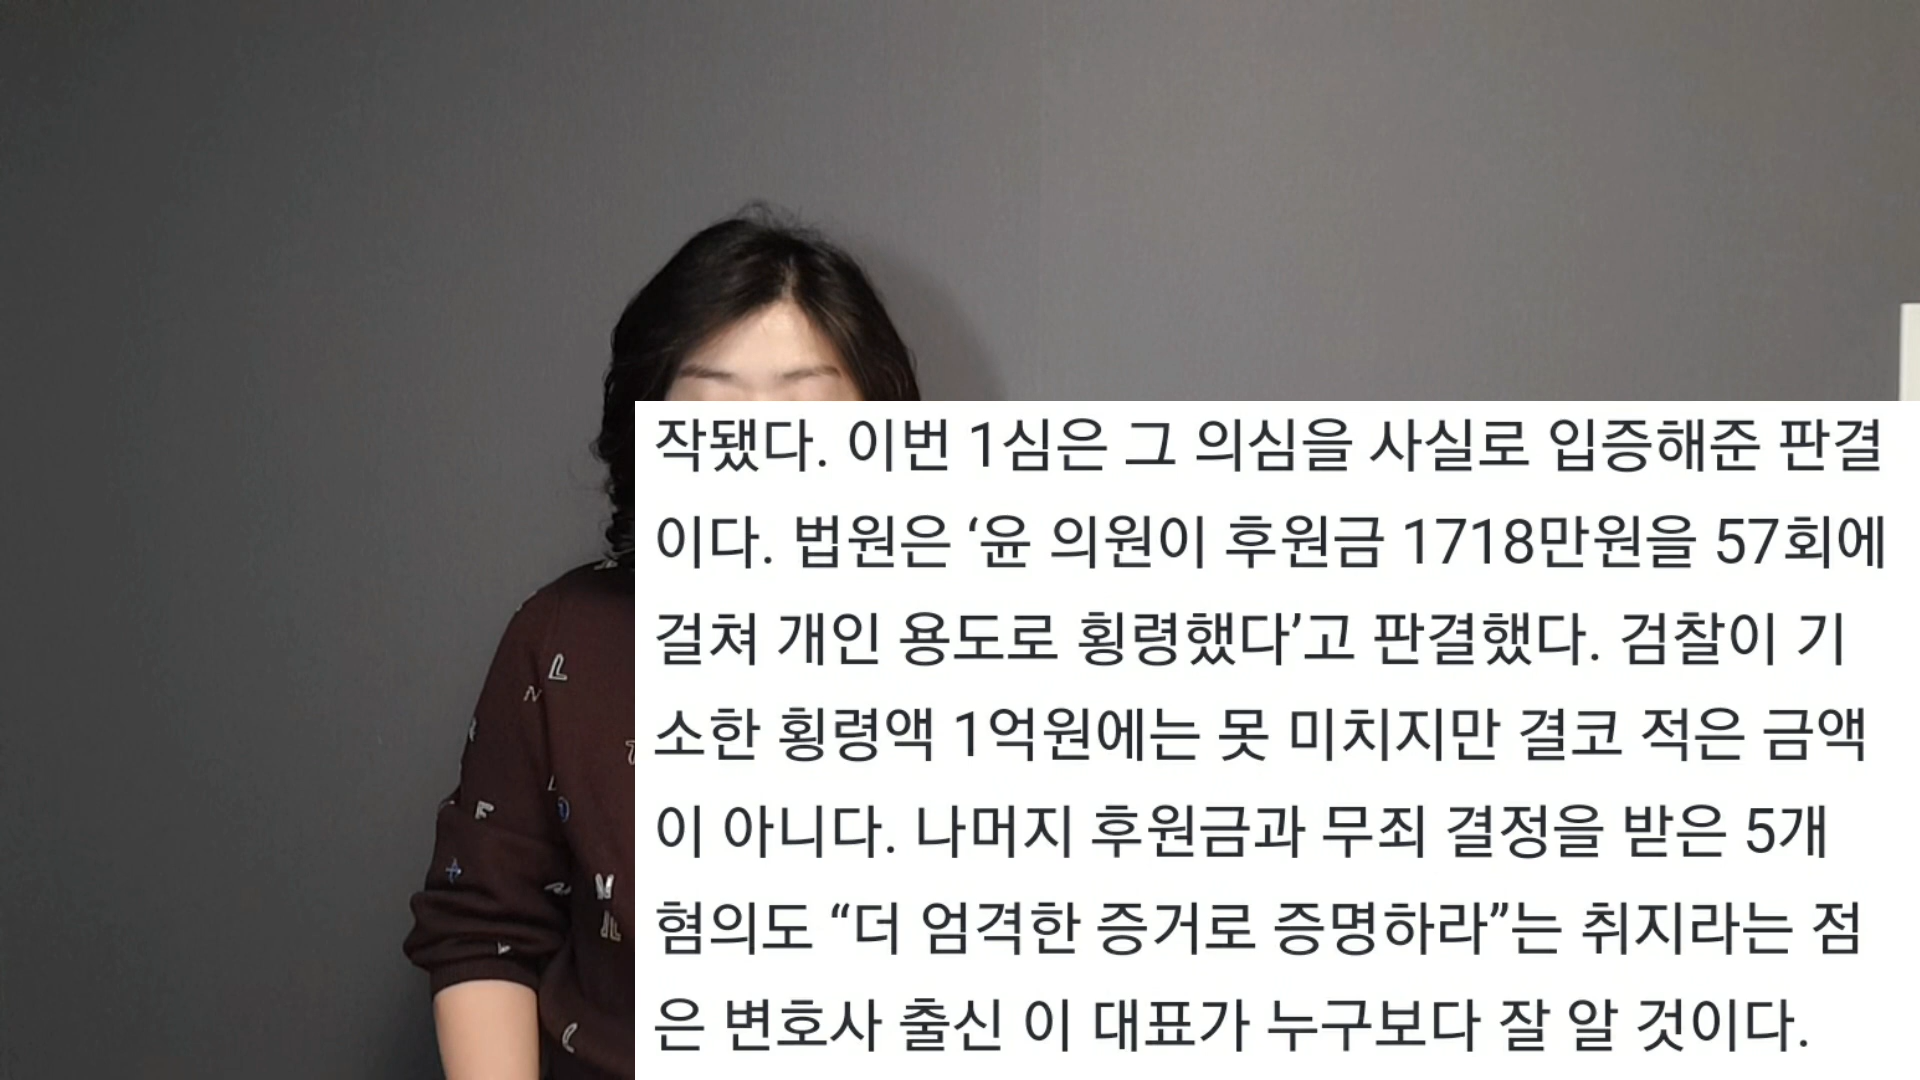 작됐다. 이번 1심은 그 의심을 사실로 입증해준 판결
이다. 법원은 ‘윤 의원이 후원금 1718만원을 57회에
걸쳐 개인 용도로 횡령했다’고 판결했다. 검찰이 기
소한 횡령액 1억원에는 못 미치지만 결코 적은 금액
이 아니다. 나머지 후원금과 무죄 결정을 받은 5개
혐의도 “더 엄격한 증거로 증명하라”는 취지라는 점
은 변호사 출신 이 대표가 누구보다 잘 알 것이다.